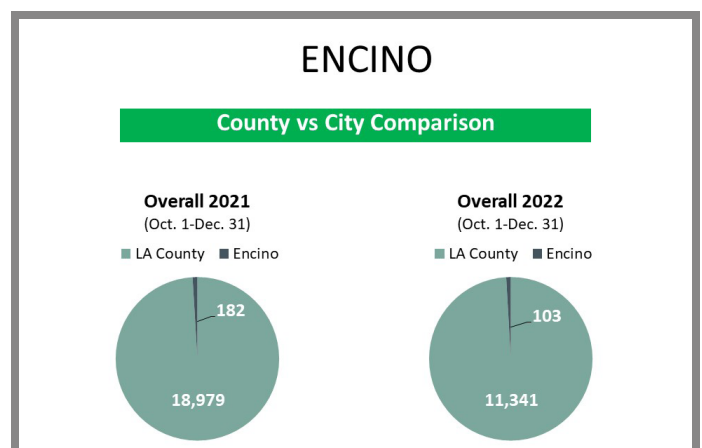 ENCINO
County vs City Comparison
Overall 2021
(Oct. 1-Dec. 31)
LA County Encino
182
18,979
Overall 2022
(Oct. 1-Dec. 31)
LA County Encino
103
11,341